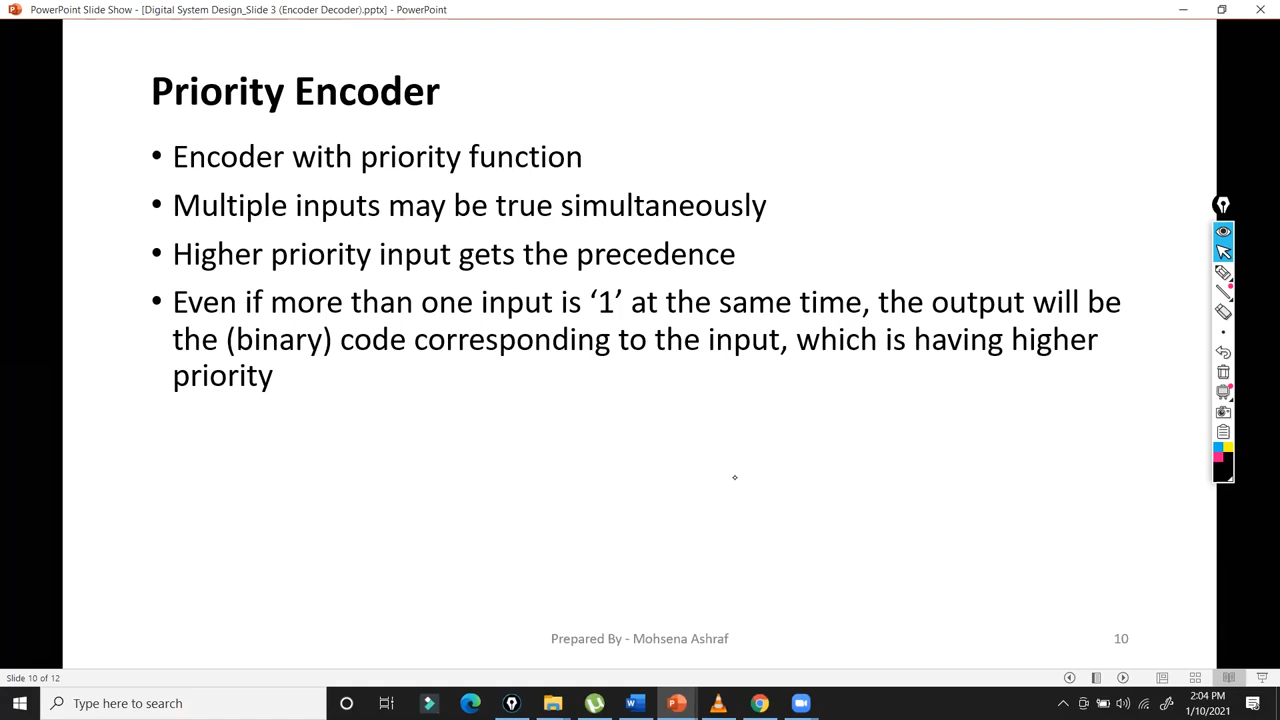 PowerPoint Slide Show - [Digital System Design_Slide 3 (Encoder Decoder).pptx] - PowerPoint
Priority Encoder
• Encoder with priority function
• Multiple inputs may be true simultaneously
• Higher priority input gets the precedence
• Even if more than one input is ‘1’ at the same time, the output will be
the (binary) code corresponding to the input, which is having higher
priority
Prepared By - Mohsena Ashraf
10
Slide 10 of 12
Type here to search
2:04 PM
1/10/2021